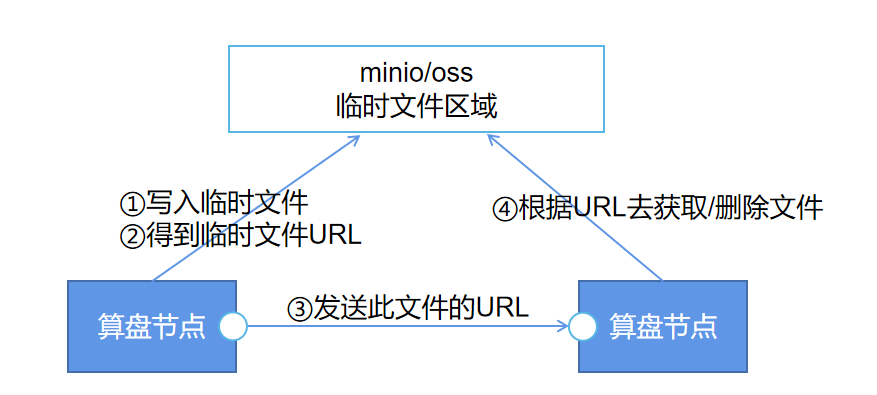 minio/oss
临时文件区域
①写入临时文件
②得到临时文件URL
④根据URL去获取/删除文件
③发送此文件的URL
算盘节点
算盘节点